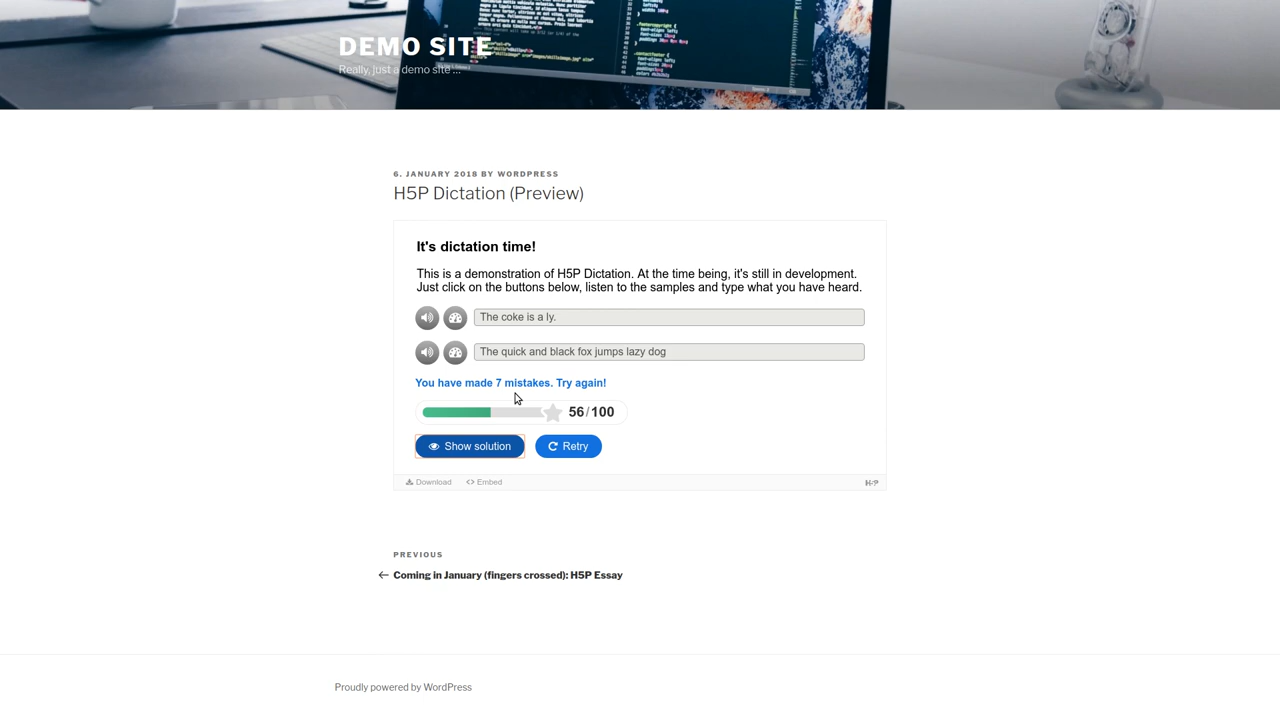 DEMO SITE
Really, just a demo site ...
6. JANUARY 2018 BY WORDPRESS
H5P Dictation (Preview)
It's dictation time!
This is a demonstration of H5P Dictation. At the time being, it's still in development.
Just click on the buttons below, listen to the samples and type what you have heard.
The coke is a ly.
The quick and black fox jumps lazy dog
You have made 7 mistakes. Try again!
56/100
Show solution
Retry
Download
Embed
H-P
PREVIOUS
← Coming in January (fingers crossed): H5P Essay
Proudly powered by WordPress